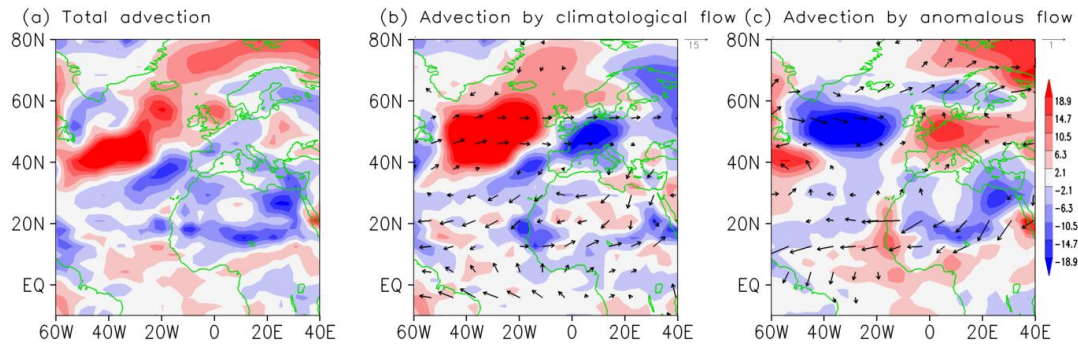 (a) Total advection
(b) Advection by climatological flow
(c) Advection by anomalous flow
15
1
80N
60N
40N
20N
EQ
60W 40W 20W 0 20E 40E
80N
60N
40N
20N
EQ
60W 40W 20W 0 20E 40E
80N
60N
40N
20N
EQ
60W 40W 20W 0 20E 40E
18.9
14.7
10.5
6.3
2.1
-2.1
-6.3
-10.5
-14.7
-18.9